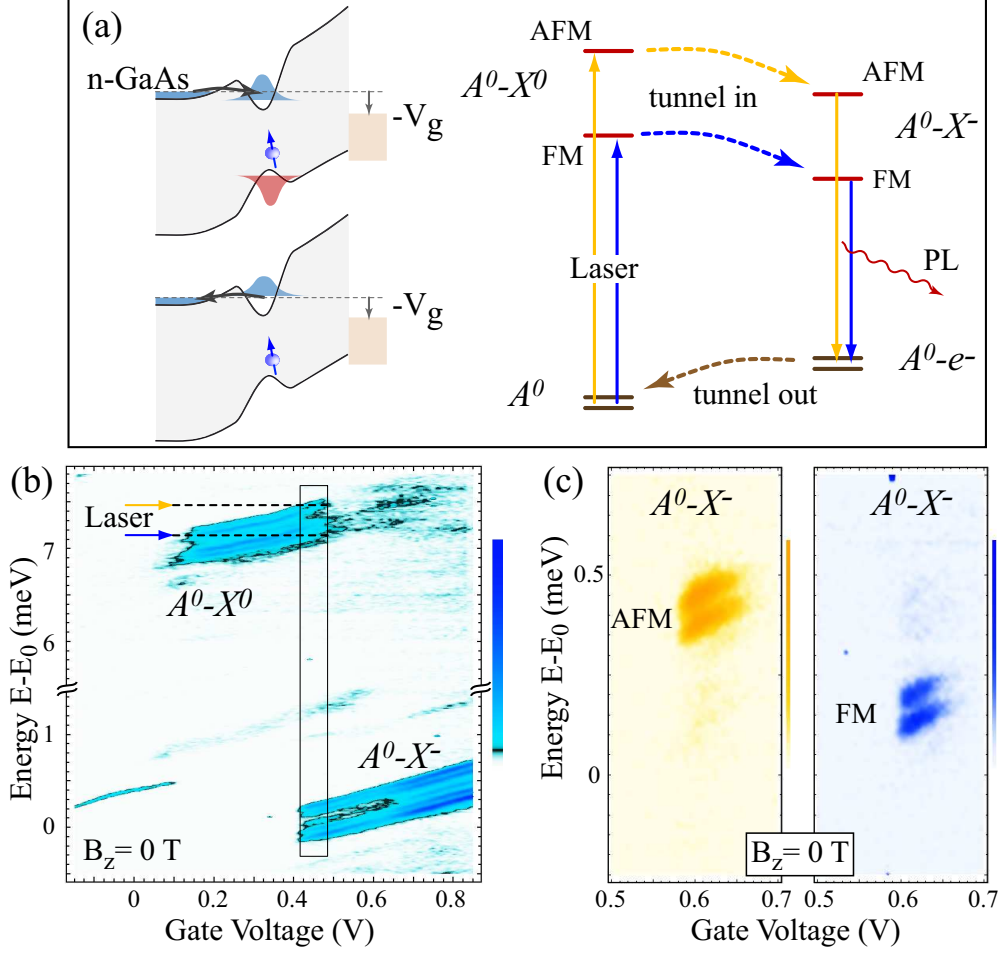 (a)
n-GaAs
-Vg
-Vg
AFM
A⁰-X⁰
FM
tunnel in
AFM
A⁰-X⁻
FM
Laser
PL
A⁰
tunnel out
A⁰-e⁻
(b)
Laser
A⁰-X⁰
A⁰-X⁻
B_z= 0 T
7
6
1
0
Energy E-E₀ (meV)
0 0.2 0.4 0.6 0.8
Gate Voltage (V)
(c)
A⁰-X⁻
A⁰-X⁻
AFM
FM
0.5
0
Energy E-E₀ (meV)
B_z= 0 T
0.5 0.6 0.7
0.5 0.6 0.7
Gate Voltage (V)